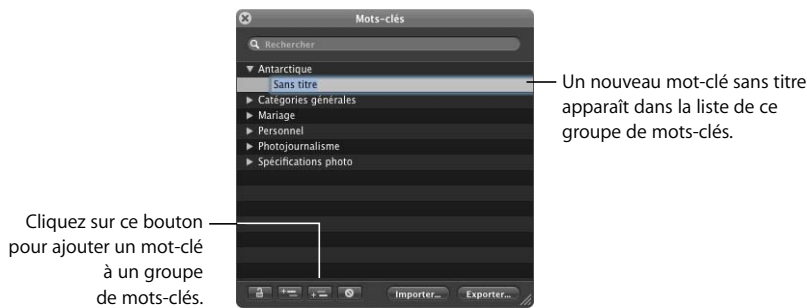 Mots-clés
Rechercher
Antarctique
Sans titre
Catégories générales
Mariage
Personnel
Photojournalisme
Spécifications photo
Importer...
Exporter...
Un nouveau mot-clé sans titre
apparaît dans la liste de ce
groupe de mots-clés.
Cliquez sur ce bouton
pour ajouter un mot-clé
à un groupe
de mots-clés.